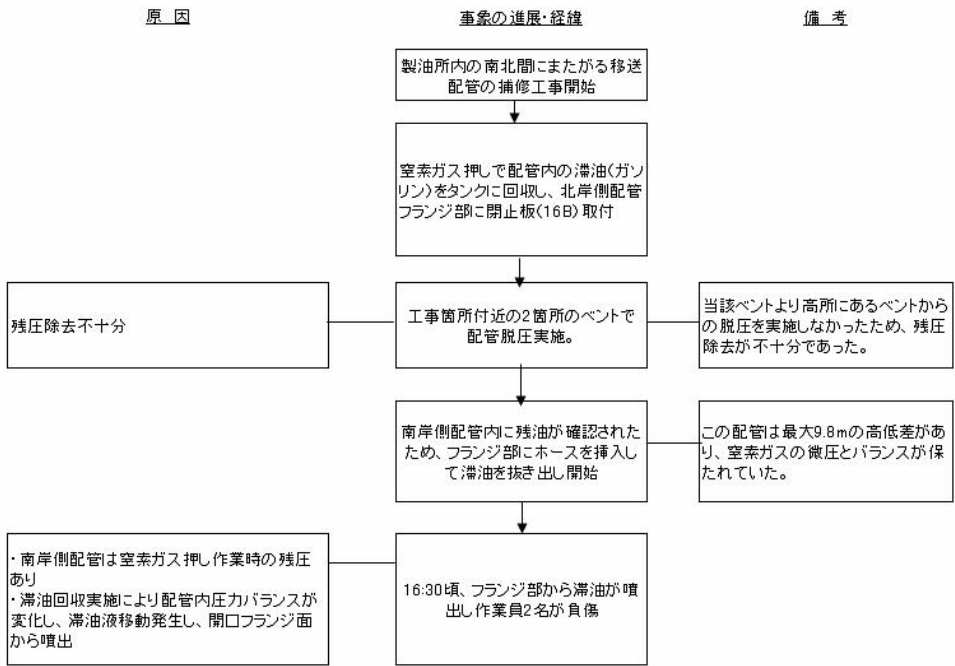 原 因
事象の進展・経緯
備 考
製油所内の南北間にまたがる移送
配管の捕修工事開始
窒素ガス押しで配管内の滞油(ガソ
リン)をタンクに回収し、北岸側配管
フランジ部に閉止板(16B)取付
残圧除去不十分
工事箇所付近の2箇所のベントで
配管脱圧実施。
当該ベントより高所にあるベントから
の脱圧を実施しなかったため、残圧
除去が不十分であった。
南岸側配管内に残油が確認された
ため、フランジ部にホースを挿入し
て滞油を抜き出し開始
この配管は最大9.8mの高低差があ
り、窒素ガスの微圧とバランスが保
たれていた。
・南岸側配管は窒素ガス押し作業時の残圧
あり
・滞油回収実施により配管内圧力バランスが
変化し、滞油液移動発生し、開口フランジ面
から噴出
16:30頃、フランジ部から滞油が噴
出し作業員2名が負傷